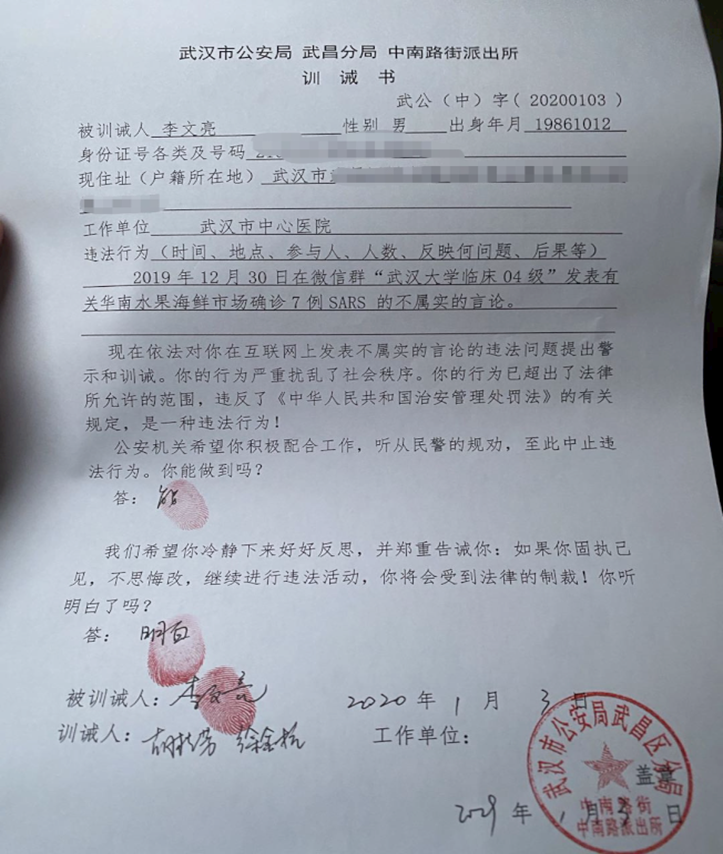 武汉市公安局 武昌分局 中南路街派出所
训 诫 书
武公（中）字（ 20200103 ）
被训诫人 李文亮 性别 男 出身年月 19861012
身份证号各类及号码
现住址（户籍所在地） 武汉市
工作单位 武汉市中心医院
违法行为（时间、地点、参与人、人数、反映何问题、后果等）
2019 年 12 月 30 日在微信群“武汉大学临床 04 级”发表有
关华南水果海鲜市场确诊 7 例 SARS 的不属实的言论。
现在依法对你在互联网上发表不属实的言论的违法问题提出警
示和训诫。你的行为严重扰乱了社会秩序。你的行为已超出了法律
所允许的范围，违反了《中华人民共和国治安管理处罚法》的有关
规定，是一种违法行为！
公安机关希望你积极配合工作，听从民警的规劝，至此中止违
法行为。你能做到吗？
答： 能
我们希望你冷静下来好好反思，并郑重告诫你：如果你固执己
见，不思悔改，继续进行违法活动，你将会受到法律的制裁！你听
明白了吗？
答： 明白
被训诫人： 李文亮 2020 年 1 月 3 日
训诫人： 工作单位：
武汉市公安局武昌区分局
盖章
中南路街
中南路派出所
年 1 月 3 日